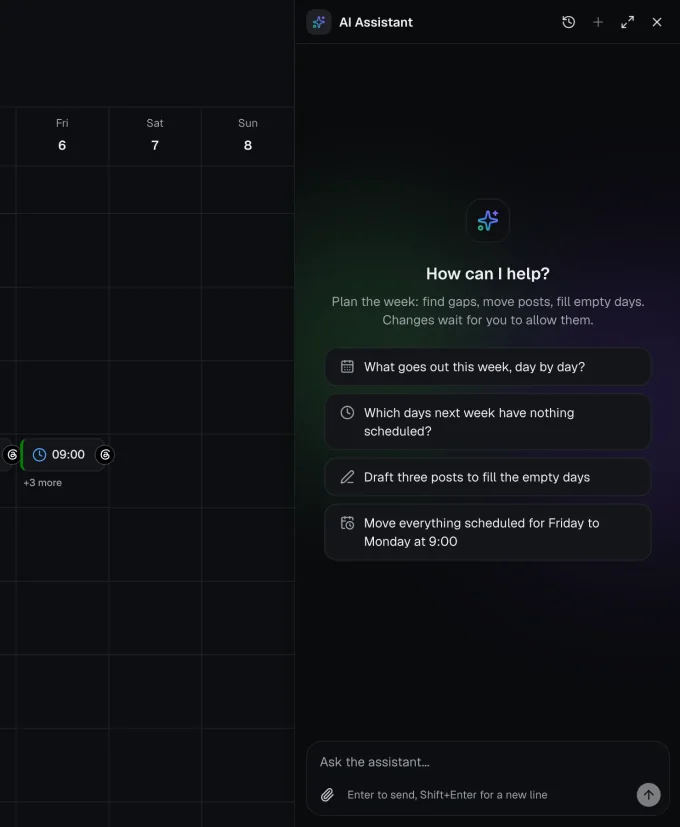 AI Assistant
Fri
Sat
Sun
6
7
8
How can I help?
Plan the week: find gaps, move posts, fill empty days.
Changes wait for you to allow them.
What goes out this week, day by day?
Which days next week have nothing
scheduled?
Draft three posts to fill the empty days
Move everything scheduled for Friday to
Monday at 9:00
09:00
+3 more
Ask the assistant...
Enter to send, Shift+Enter for a new line